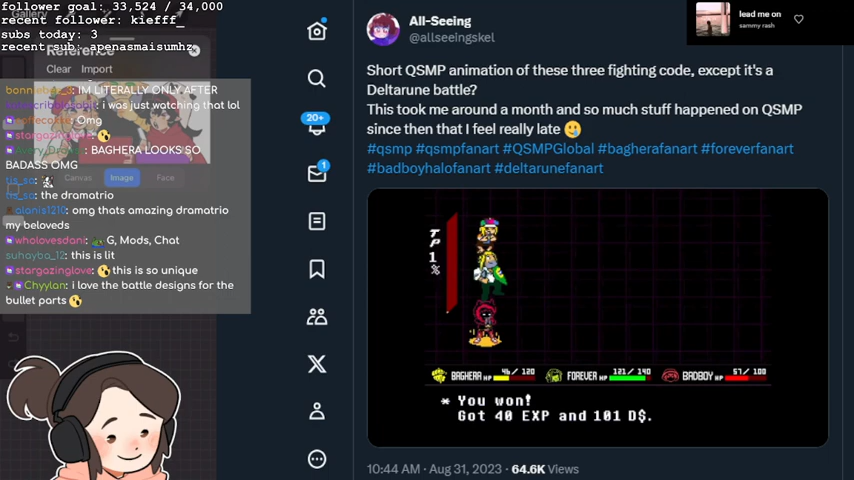 follower goal: 33,524 / 34,000
recent follower: kiefff_
subs today: 3
recent sub: apenasmaisumhz
Reference
Clear Import
IM LITERALLY ONLY AFTER
i was just watching that lol
Omg
BAGHERA LOOKS SO
BADASS OMG
Canvas Image Face
tis_sa:
tis_sa: the dramatrio
alanis1210: omg thats amazing dramatrio
my beloveds
wholovesdani: G, Mods, Chat
suhayba_12: this is lit
stargazinglove: this is so unique
Chyylan: i love the battle designs for the
bullet parts
20+
1
All-Seeing
@allseeingskel
lead me on
sammy rash
Short QSMP animation of these three fighting code, except it's a
Deltarune battle?
This took me around a month and so much stuff happened on QSMP
since then that I feel really late 🥲
#qsmp #qsmpfanart #QSMPGlobal #bagherafanart #foreverfanart
#badboyhalofanart #deltarunefanart
TP
1
%
BAGHERA HP 46/ 120 FOREVER HP 121/ 140 BADBOY HP 57/ 100
* You won!
Got 40 EXP and 101 D$.
10:44 AM · Aug 31, 2023 · 64.6K Views